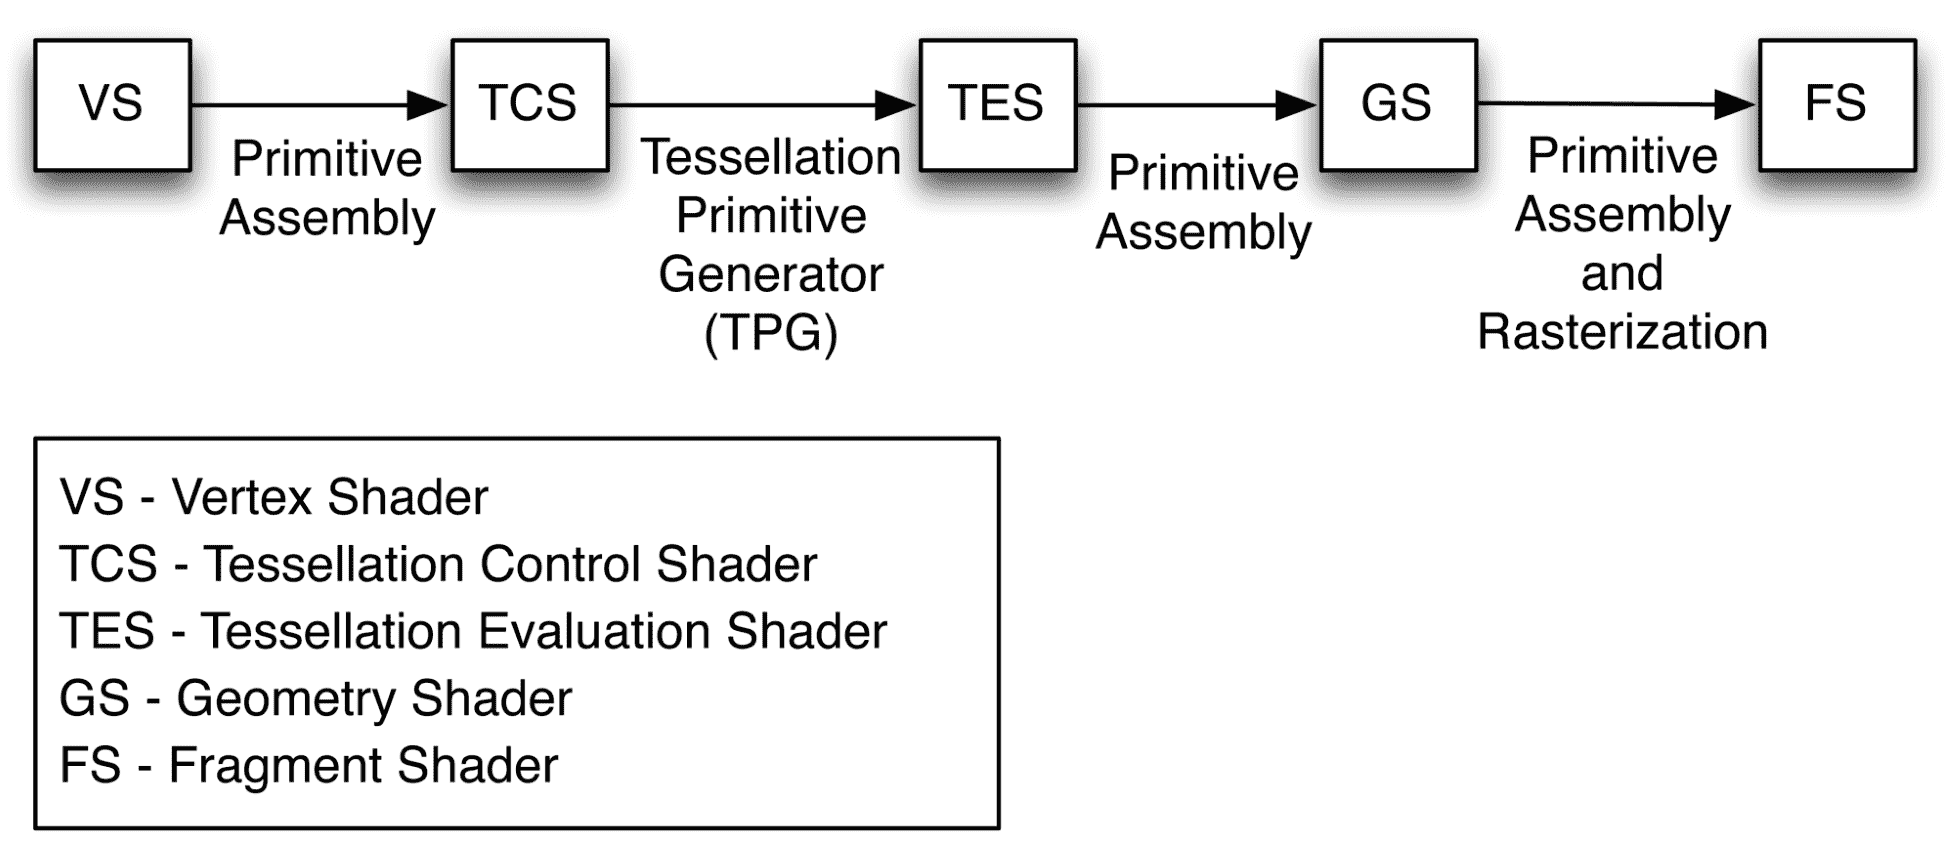 VS
TCS
TES
GS
FS
Primitive
Assembly
Tessellation
Primitive
Generator
(TPG)
Primitive
Assembly
Primitive
Assembly
and
Rasterization
VS - Vertex Shader
TCS - Tessellation Control Shader
TES - Tessellation Evaluation Shader
GS - Geometry Shader
FS - Fragment Shader